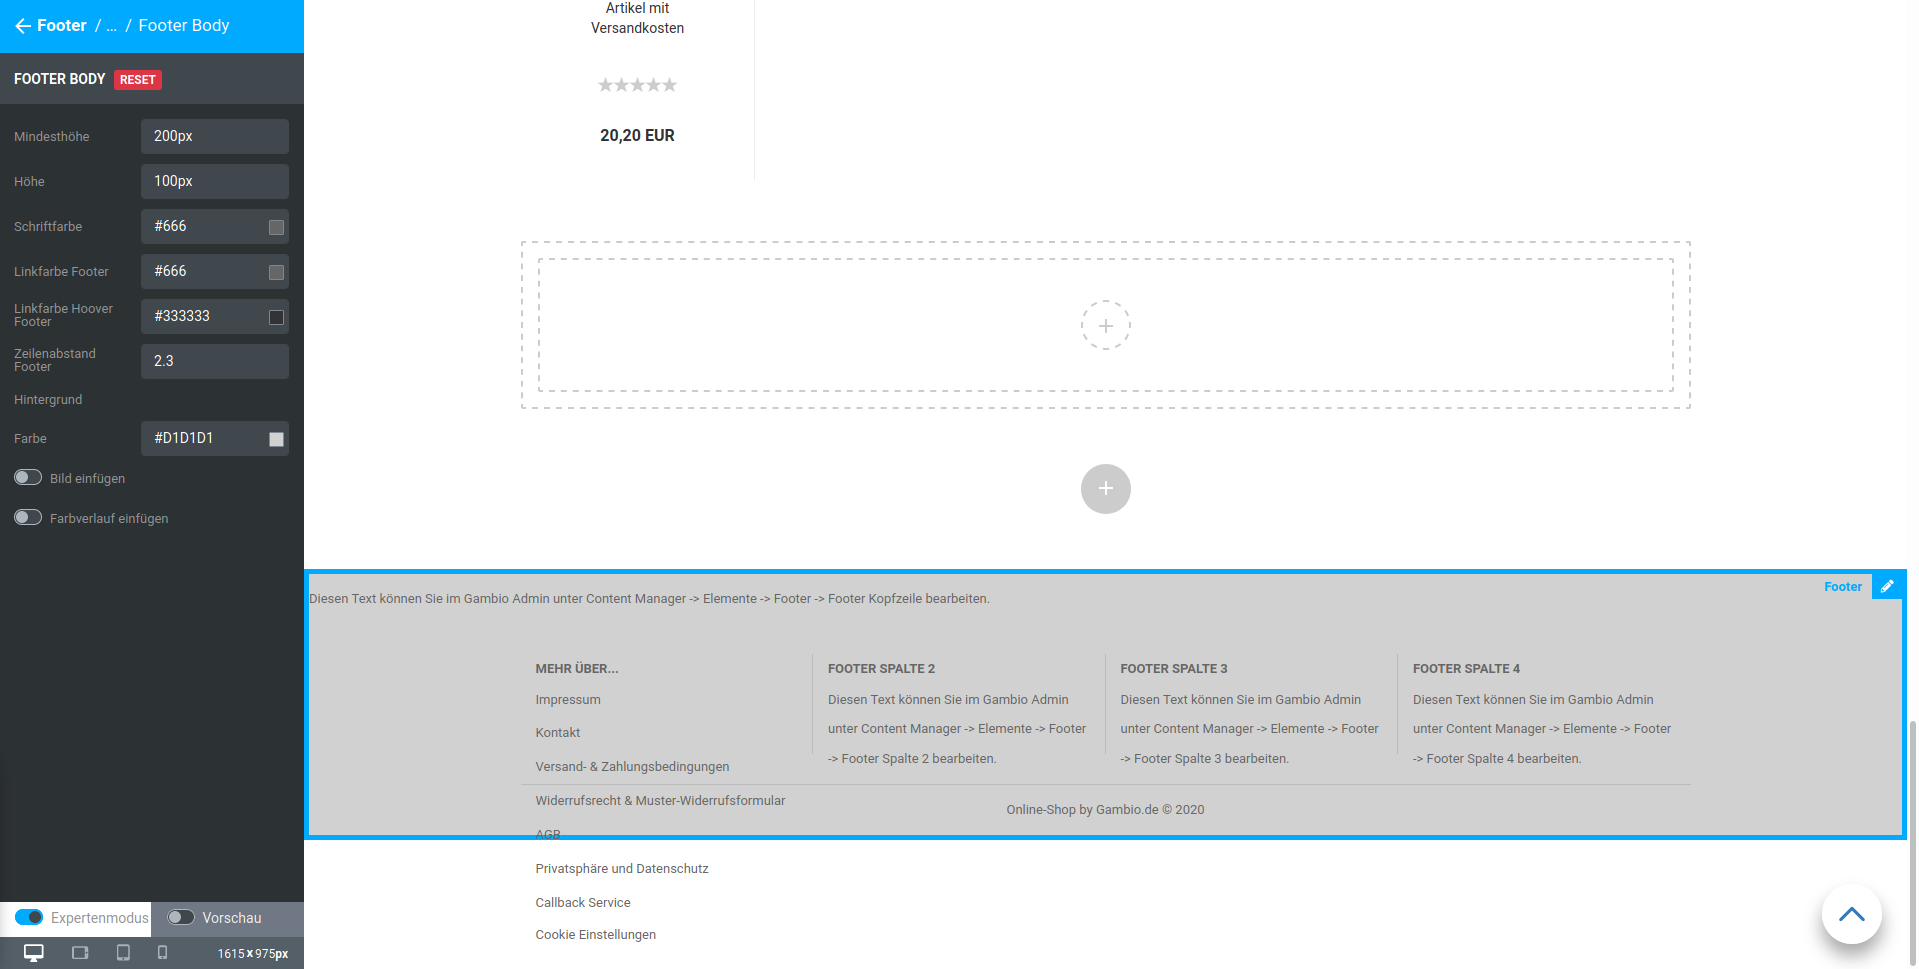 Footer / ... / Footer Body
FOOTER BODY RESET
Mindesthöhe 200px
Höhe 100px
Schriftfarbe #666
Linkfarbe Footer #666
Linkfarbe Hoover
Footer #333333
Zeilenabstand
Footer 2.3
Hintergrund
Farbe #D1D1D1
Bild einfügen
Farbverlauf einfügen
Expertenmodus Vorschau
1615 x 975px
Artikel mit
Versandkosten
20,20 EUR
Footer
Diesen Text können Sie im Gambio Admin unter Content Manager -> Elemente -> Footer -> Footer Kopfzeile bearbeiten.
MEHR ÜBER...
Impressum
Kontakt
Versand- & Zahlungsbedingungen
Widerrufsrecht & Muster-Widerrufsformular
AGB
Privatsphäre und Datenschutz
Callback Service
Cookie Einstellungen
FOOTER SPALTE 2
Diesen Text können Sie im Gambio Admin
unter Content Manager -> Elemente -> Footer
-> Footer Spalte 2 bearbeiten.
FOOTER SPALTE 3
Diesen Text können Sie im Gambio Admin
unter Content Manager -> Elemente -> Footer
-> Footer Spalte 3 bearbeiten.
FOOTER SPALTE 4
Diesen Text können Sie im Gambio Admin
unter Content Manager -> Elemente -> Footer
-> Footer Spalte 4 bearbeiten.
Online-Shop by Gambio.de © 2020